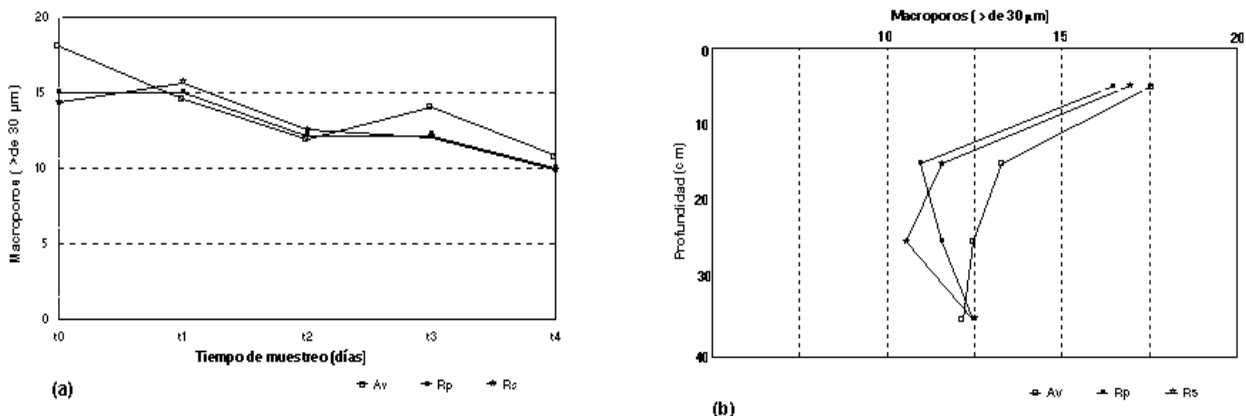 20
15
10
5
0
Macroporos ( >de 30 µm)
t0 t1 t2 t3 t4
Tiempo de muestreo (días)
Av Rp Rs
(a)
Macroporos ( > de 30 µm)
10 15 20
0
10
20
30
40
Profundidad (cm)
Av Rp Rs
(b)